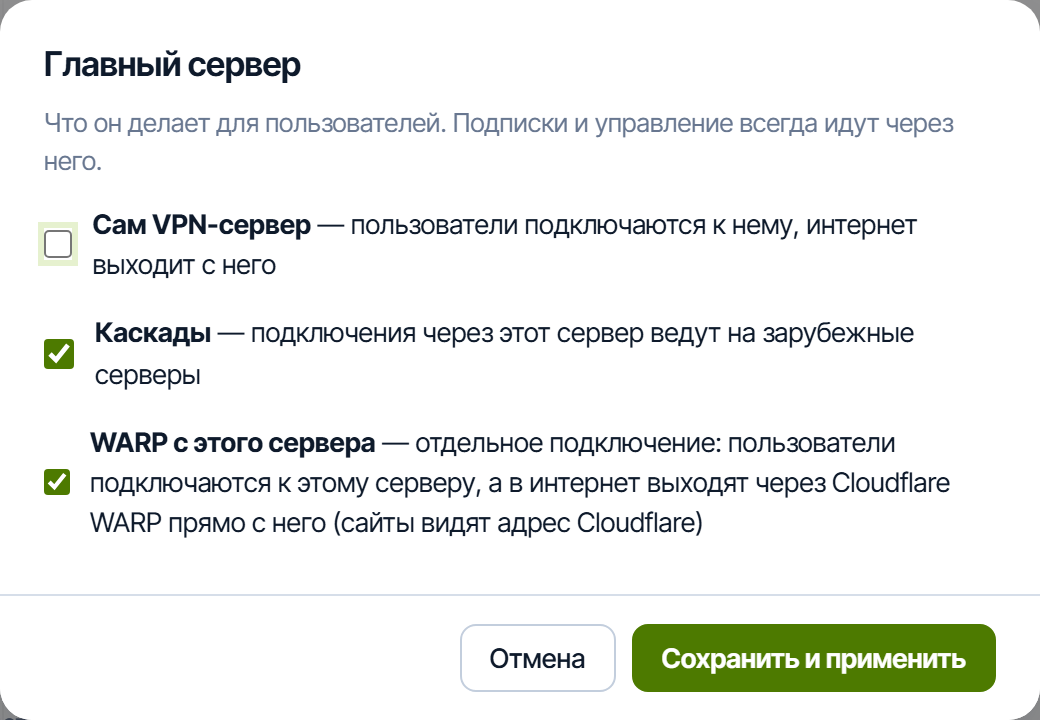 Главный сервер
Что он делает для пользователей. Подписки и управление всегда идут через
него.
Сам VPN-сервер — пользователи подключаются к нему, интернет
выходит с него
Каскады — подключения через этот сервер ведут на зарубежные
серверы
WARP с этого сервера — отдельное подключение: пользователи
подключаются к этому серверу, а в интернет выходят через Cloudflare
WARP прямо с него (сайты видят адрес Cloudflare)
Отмена
Сохранить и применить